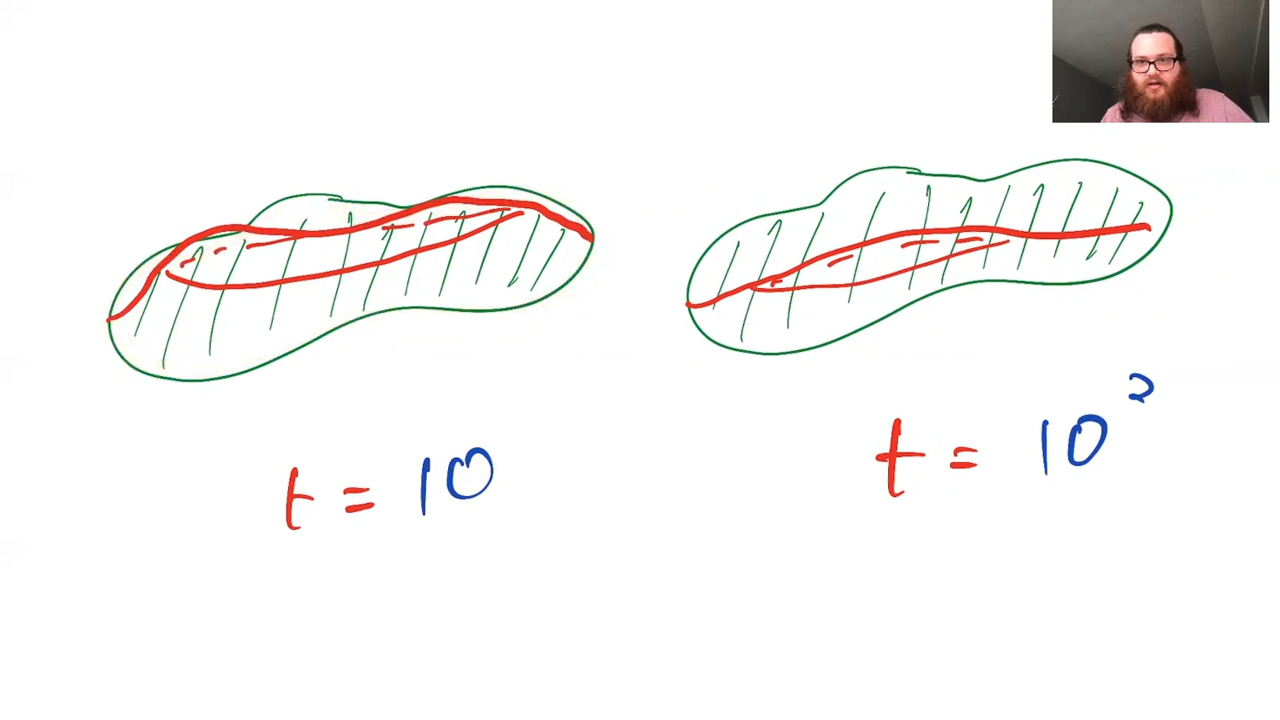 t = 10
t = 10²